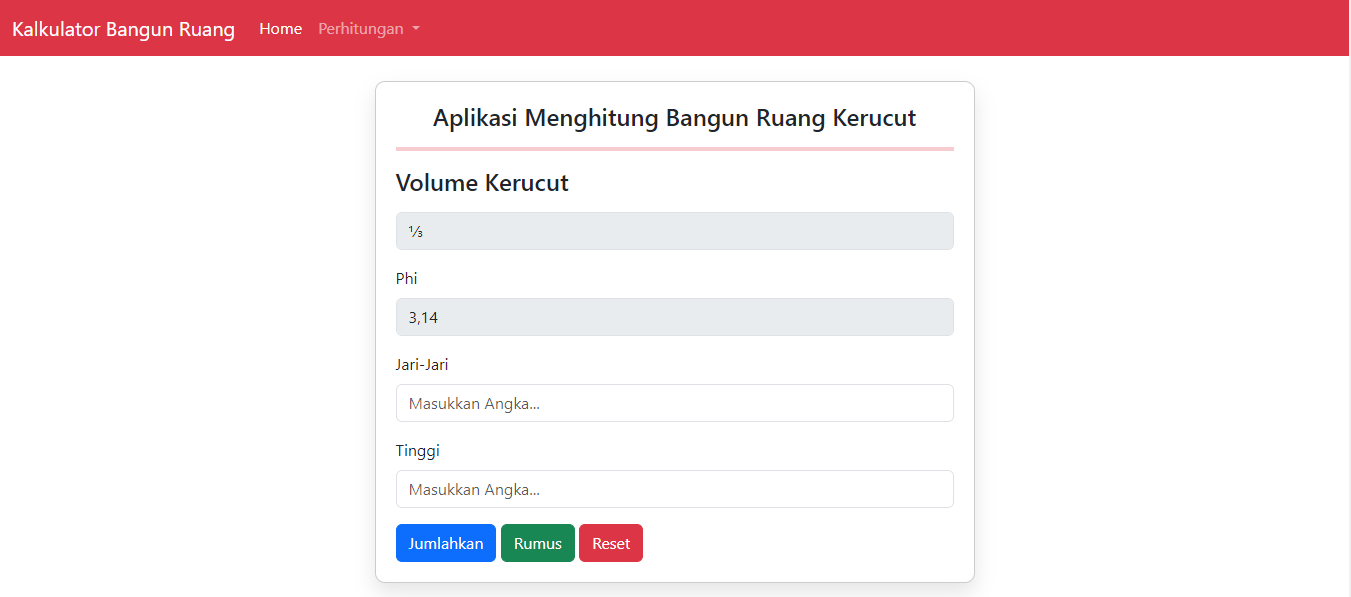 Kalkulator Bangun Ruang Home Perhitungan
Aplikasi Menghitung Bangun Ruang Kerucut
Volume Kerucut
⅓
Phi
3,14
Jari-Jari
Masukkan Angka...
Tinggi
Masukkan Angka...
Jumlahkan Rumus Reset